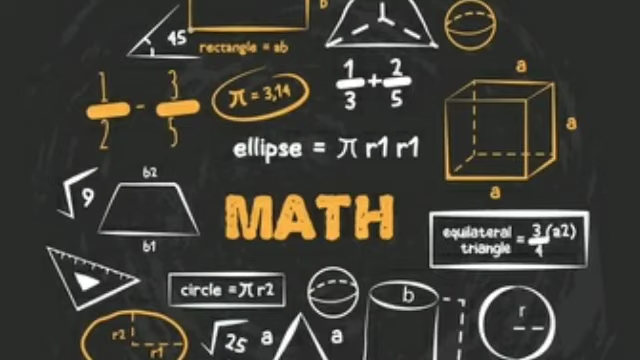 b
45
rectangle = ab
1/2 - 3/5
π = 3,14
1/3 + 2/5
a
a
a
ellipse = π r1 r1
√9
b2
b1
MATH
equilateral triangle = 3/4 (a2)
circle = π r2
b
r
r2
r1
√25
a
a